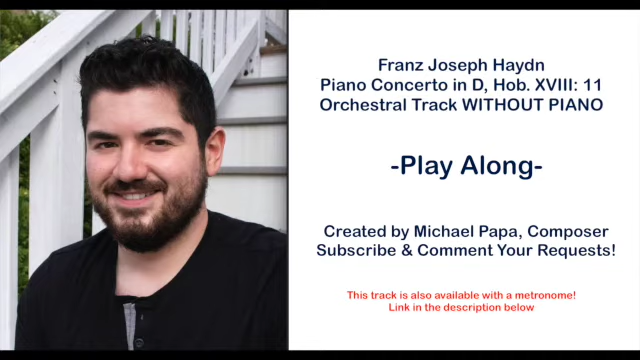 Franz Joseph Haydn
Piano Concerto in D, Hob. XVIII: 11
Orchestral Track WITHOUT PIANO
-Play Along-
Created by Michael Papa, Composer
Subscribe & Comment Your Requests!
This track is also available with a metronome!
Link in the description below